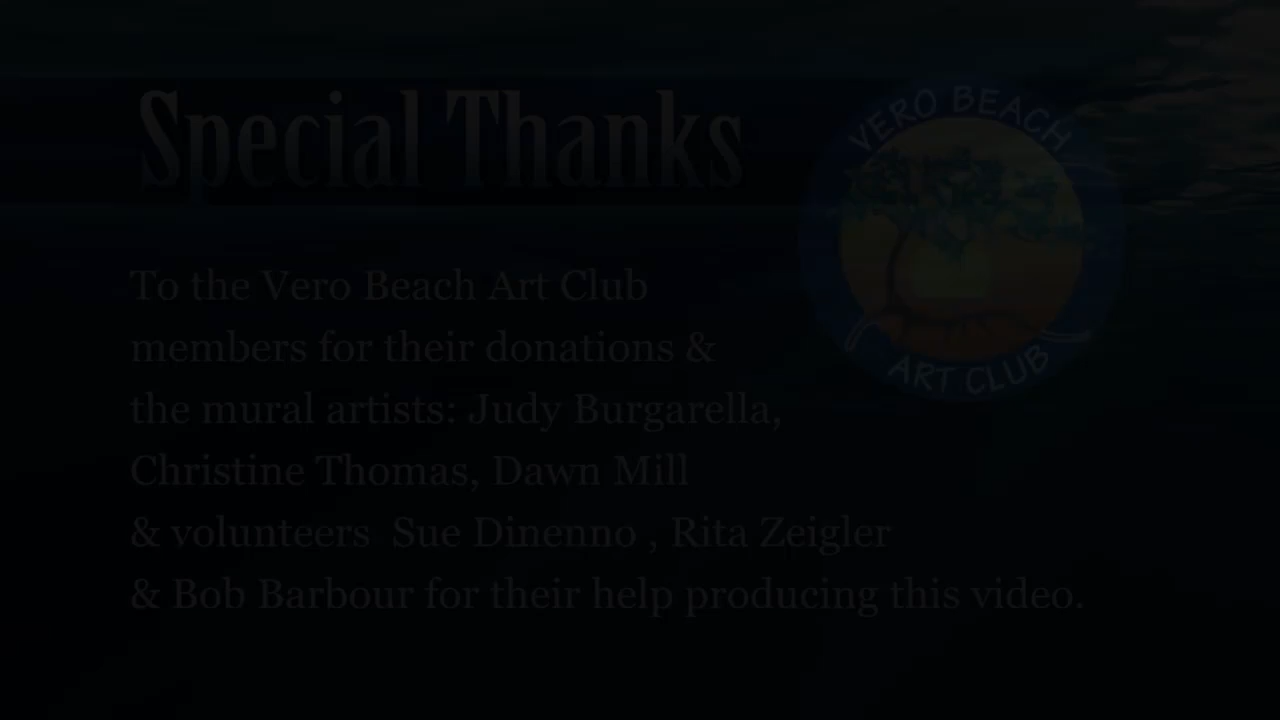 Special Thanks
VERO BEACH
ART CLUB
To the Vero Beach Art Club
members for their donations &
the mural artists: Judy Burgarella,
Christine Thomas, Dawn Mill
& volunteers  Sue Dinenno , Rita Zeigler
& Bob Barbour for their help producing this video.